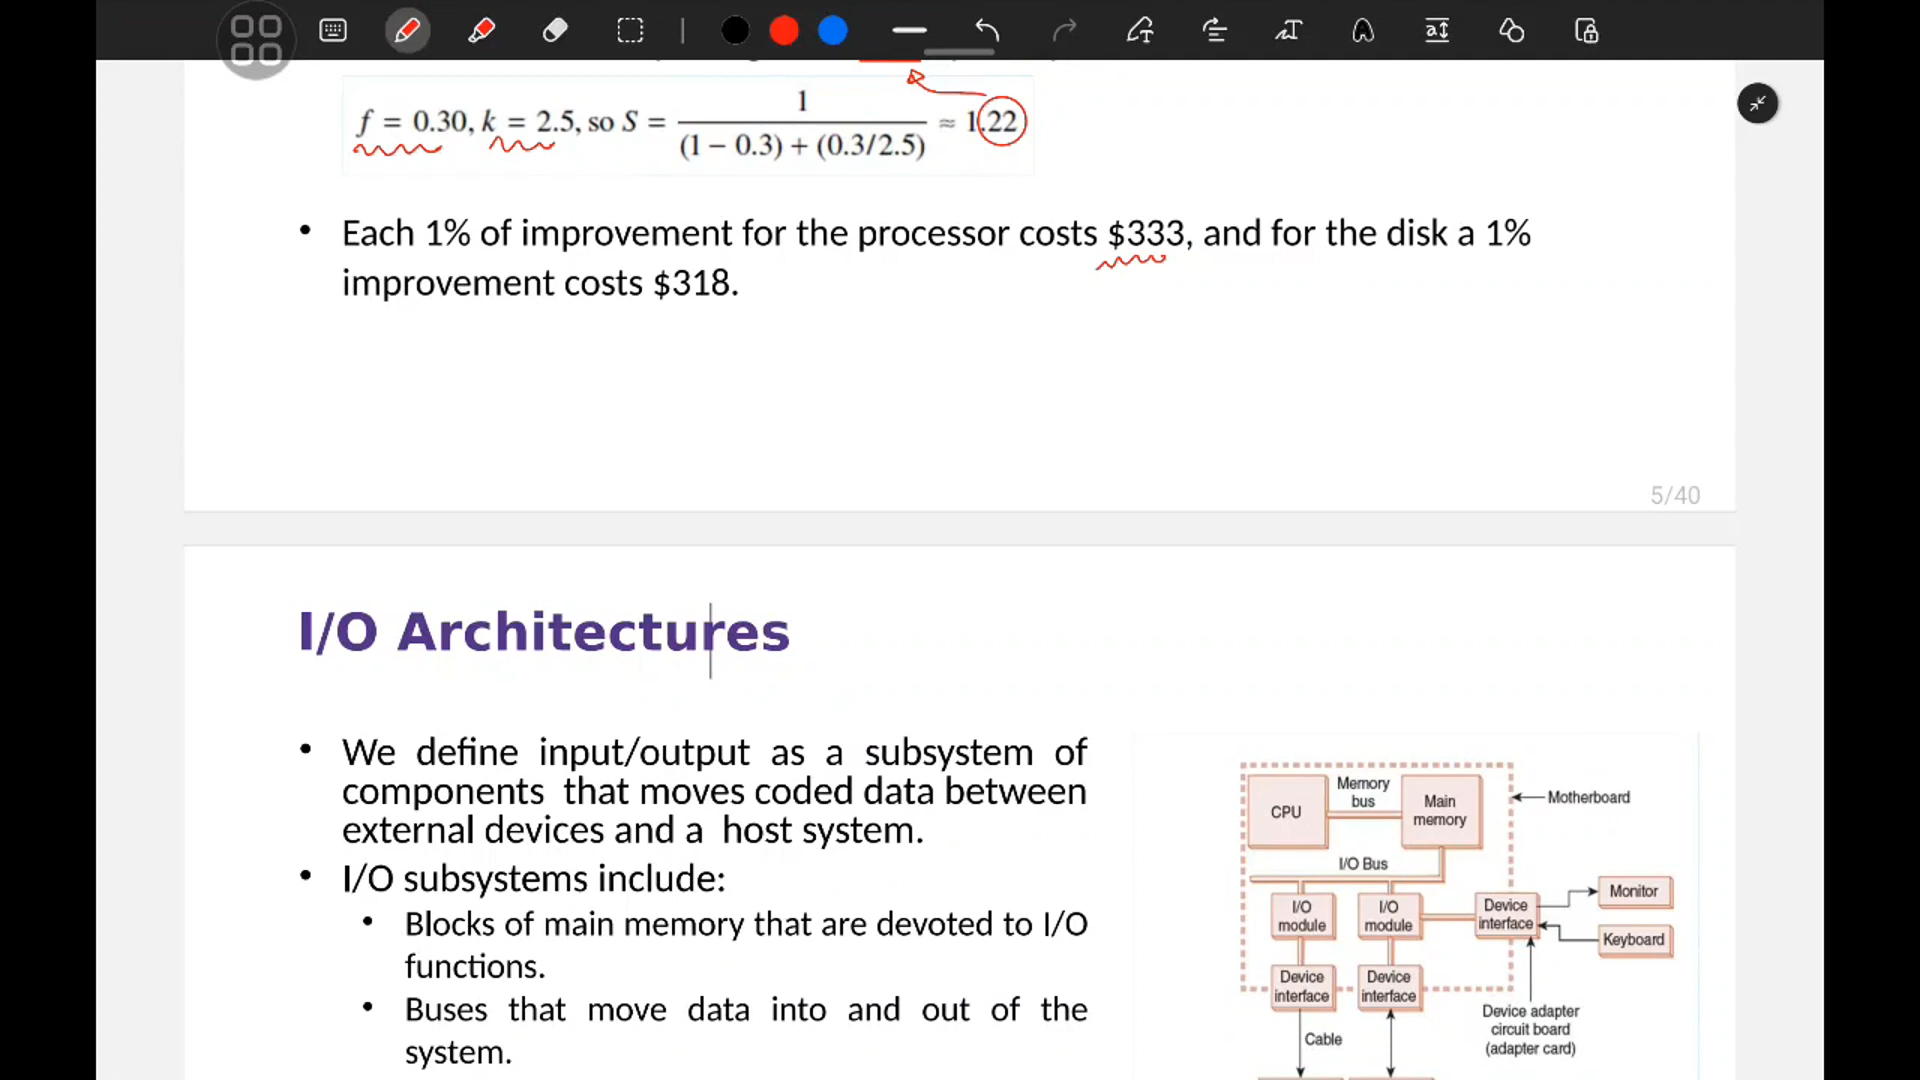 f = 0.30, k = 2.5, so S = 1 / (1 − 0.3) + (0.3/2.5) ≈ 1.22
• Each 1% of improvement for the processor costs $333, and for the disk a 1%
improvement costs $318.
5/40
I/O Architectures
• We define input/output as a subsystem of
components that moves coded data between
external devices and a host system.
• I/O subsystems include:
• Blocks of main memory that are devoted to I/O
functions.
• Buses that move data into and out of the
system.
CPU
Memory
bus
Main
memory
Motherboard
I/O Bus
I/O
module
I/O
module
Device
interface
Monitor
Keyboard
Device
interface
Device
interface
Device adapter
circuit board
(adapter card)
Cable